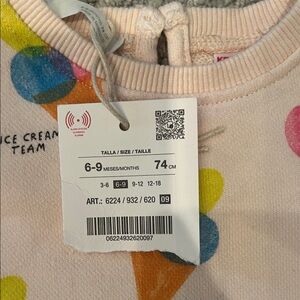 ICE CREAM
TEAM
TALLA / SIZE / TAILLE
6-9 MESES/MONTHS 74 CM
3-6 6-9 9-12 12-18
ART.: 6224 / 932 / 620 09
06224932620097